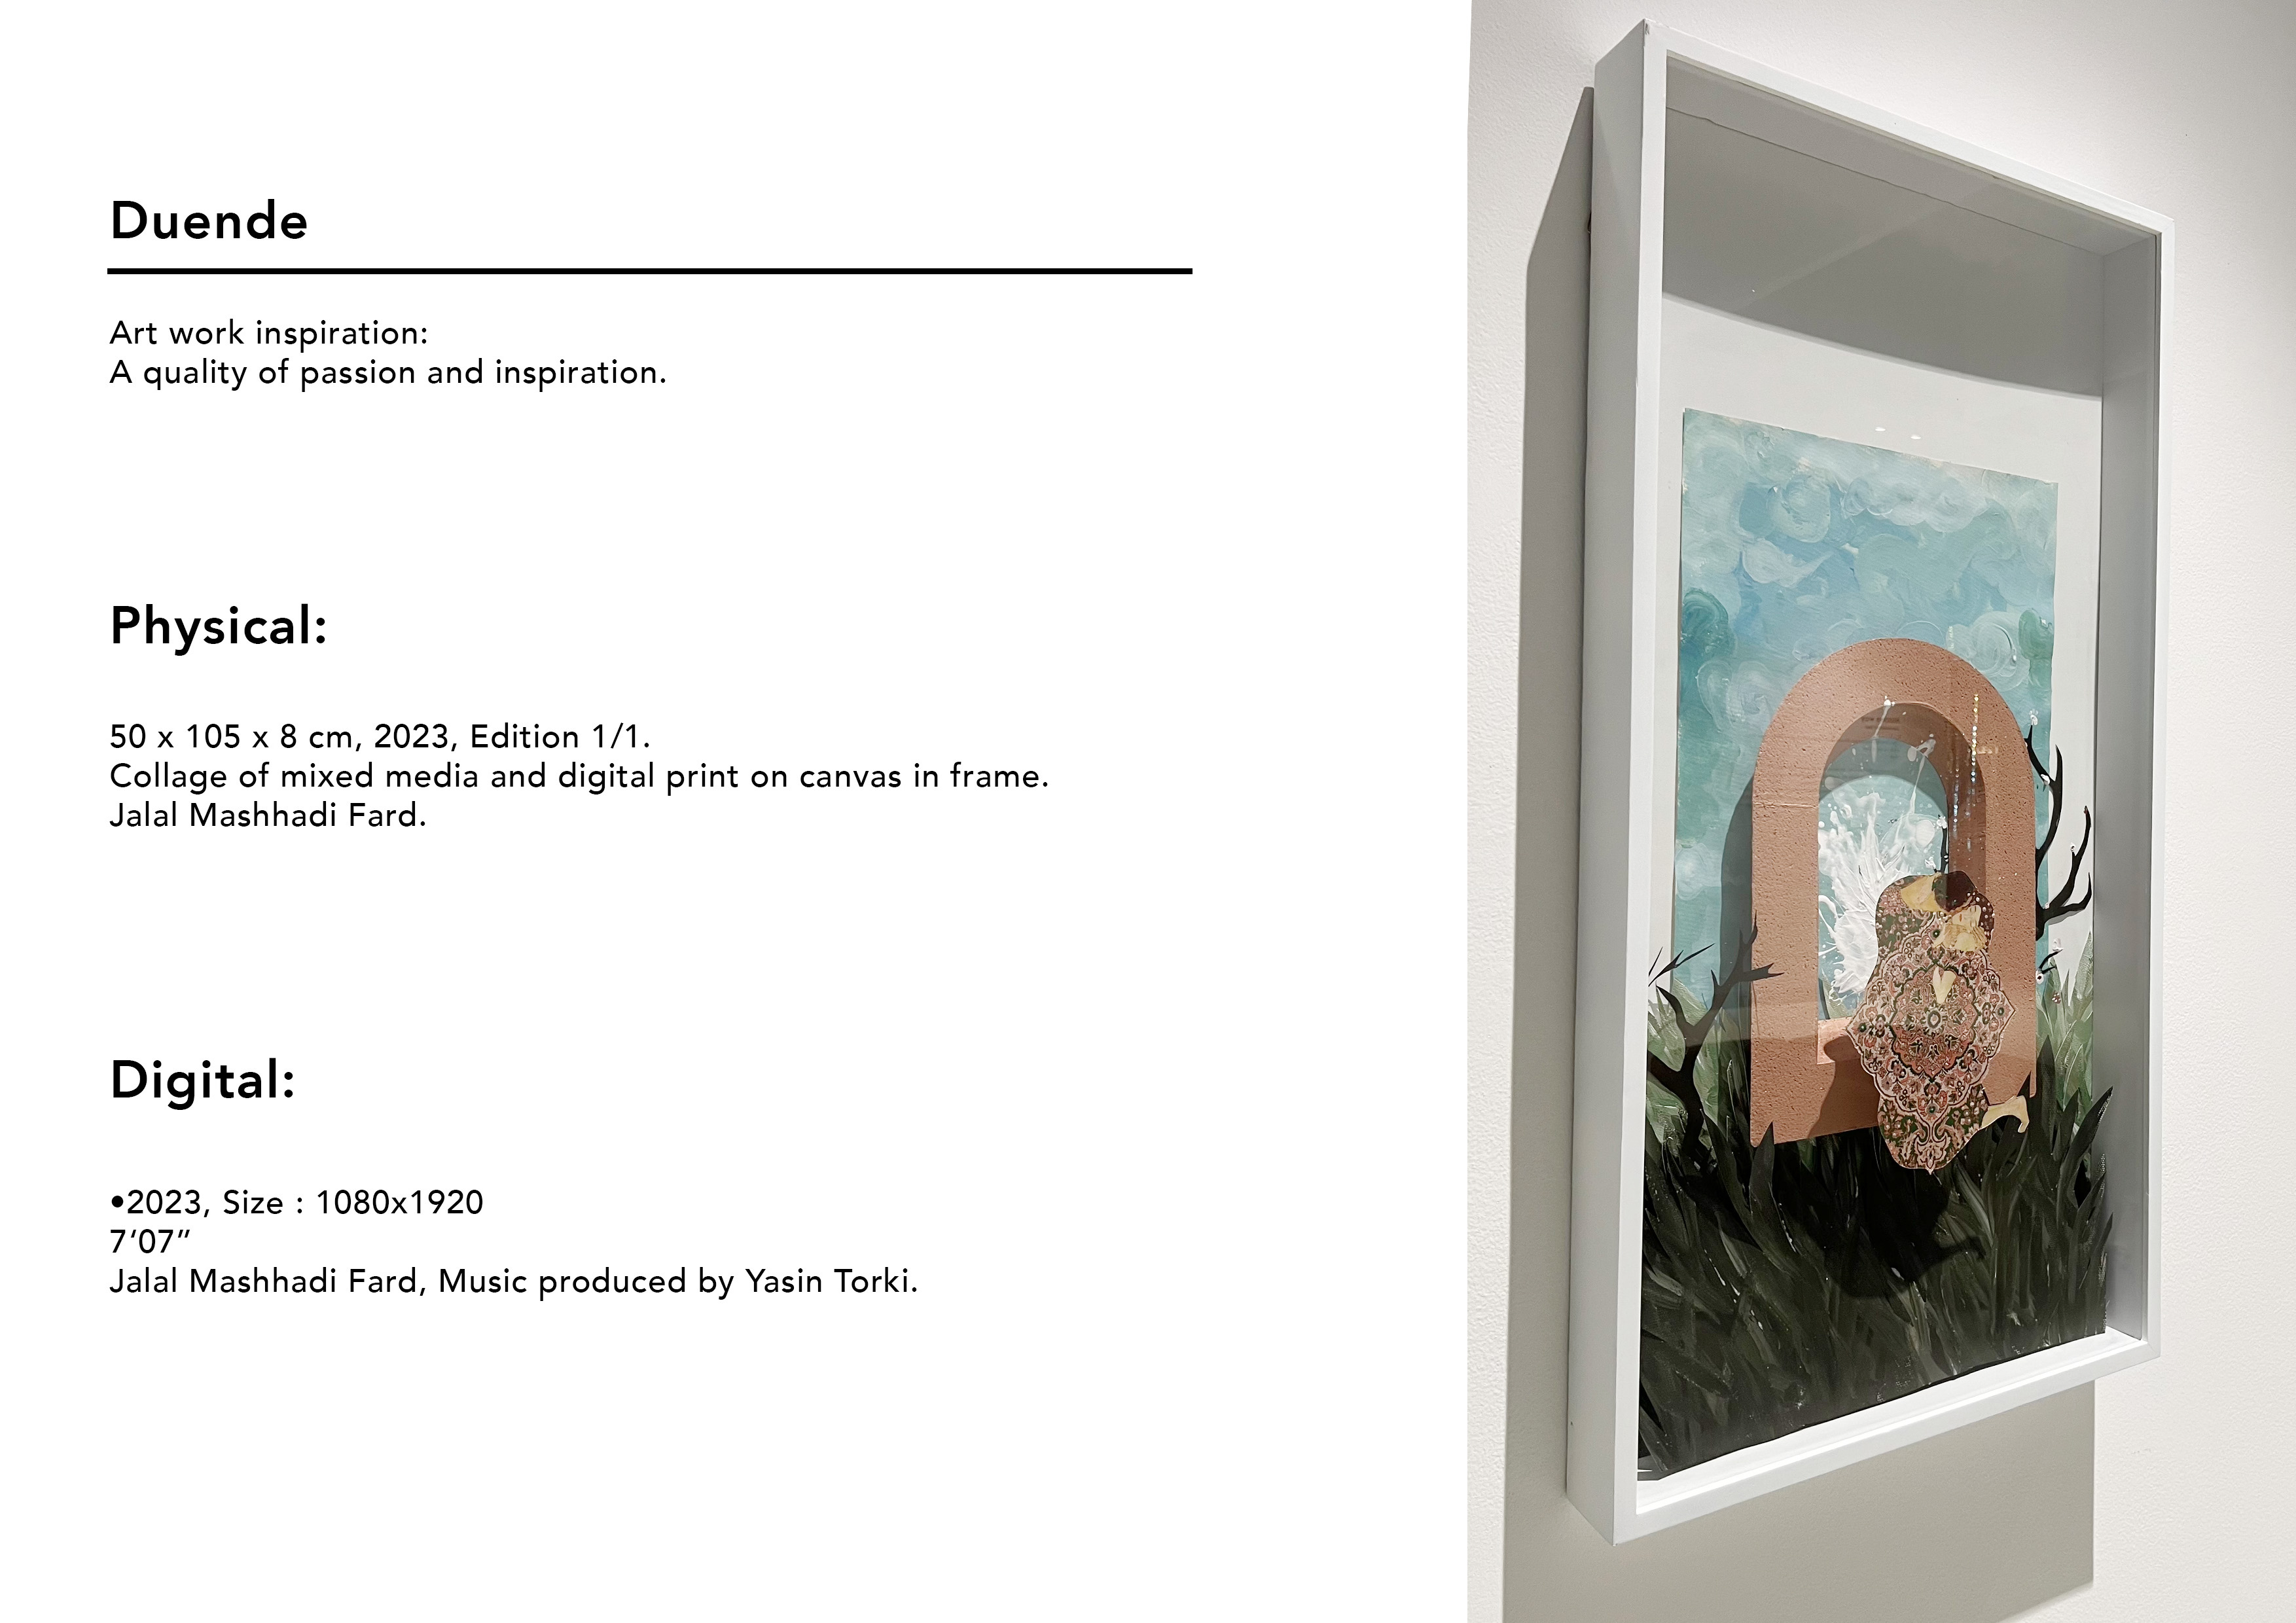 Duende
Art work inspiration:
A quality of passion and inspiration.
Physical:
50 x 105 x 8 cm, 2023, Edition 1/1.
Collage of mixed media and digital print on canvas in frame.
Jalal Mashhadi Fard.
Digital:
•2023, Size : 1080x1920
7‘07”
Jalal Mashhadi Fard, Music produced by Yasin Torki.